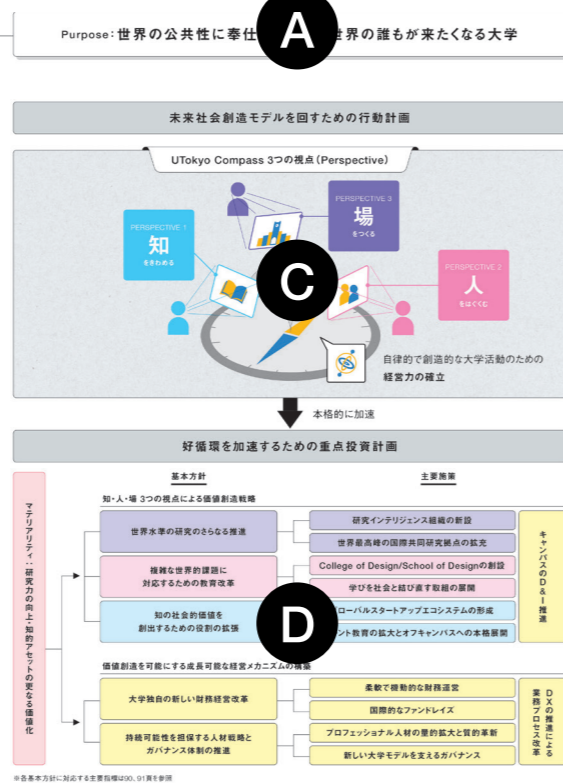 Purpose：世界の公共性に奉仕
世界の誰もが来たくなる大学
A
未来社会創造モデルを回すための行動計画
UTokyo Compass 3つの視点（Perspective）
PERSPECTIVE 3
場
をつくる
PERSPECTIVE 1
知
をきわめる
C
PERSPECTIVE 2
人
をはぐくむ
自律的で創造的な大学活動のための
経営力の確立
本格的に加速
好循環を加速するための重点投資計画
基本方針
主要施策
マテリアリティ：研究力の向上・知的アセットの更なる価値化
知・人・場 3つの視点による価値創造戦略
世界水準の研究のさらなる推進
研究インテリジェンス組織の新設
世界最高峰の国際共同研究拠点の拡充
複雑な世界的課題に
対応するための教育改革
College of Design/School of Designの創設
学びを社会と結び直す取組の展開
知の社会的価値を
創出するための役割の拡張
D
ローバルスタートアップエコシステムの形成
ント教育の拡大とオフキャンパスへの本格展開
キャンパスのD&I推進
価値創造を可能にする成長可能な経営メカニズムの構築
大学独自の新しい財務経営改革
柔軟で機動的な財務運営
国際的なファンドレイズ
持続可能性を担保する人材戦略と
ガバナンス体制の推進
プロフェッショナル人材の量的拡大と質的革新
新しい大学モデルを支えるガバナンス
DXの推進による
業務プロセス改革
※各基本方針に対応する主要指標は90、91頁を参照